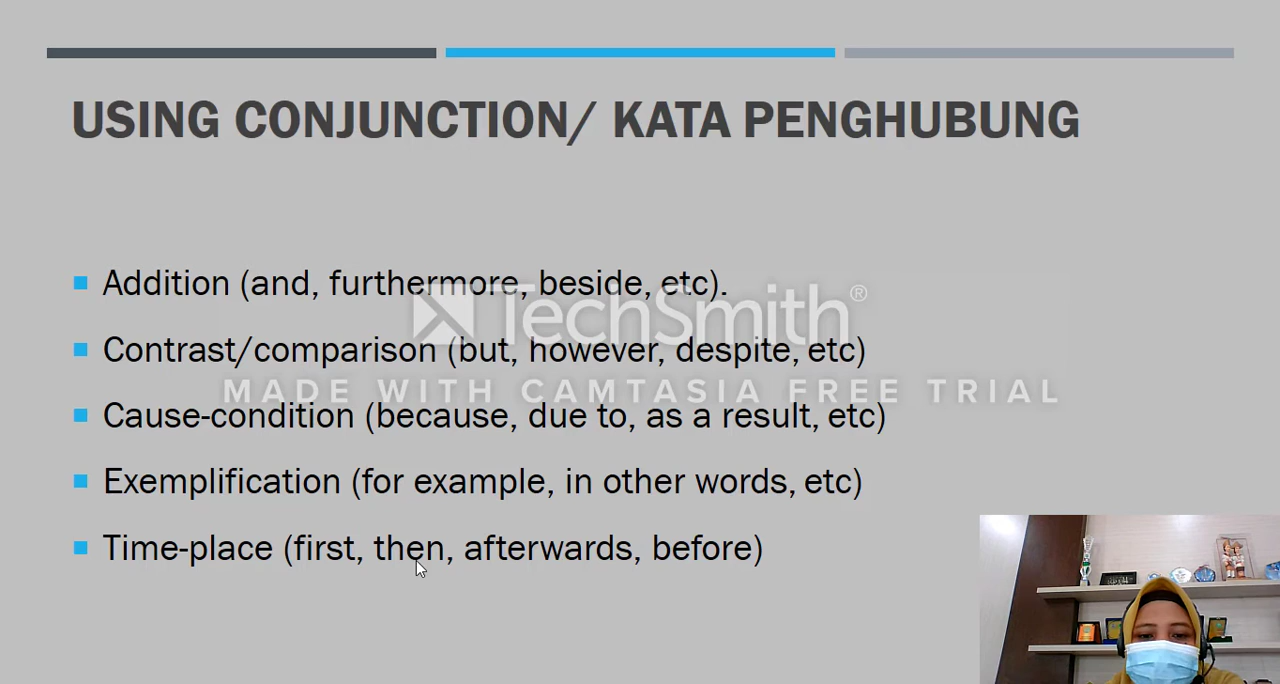 USING CONJUNCTION/ KATA PENGHUBUNG
Addition (and, furthermore, beside, etc).
TechSmith®
Contrast/comparison (but, however, despite, etc)
MADE WITH CAMTASIA FREE TRIAL
Cause-condition (because, due to, as a result, etc)
Exemplification (for example, in other words, etc)
Time-place (first, then, afterwards, before)